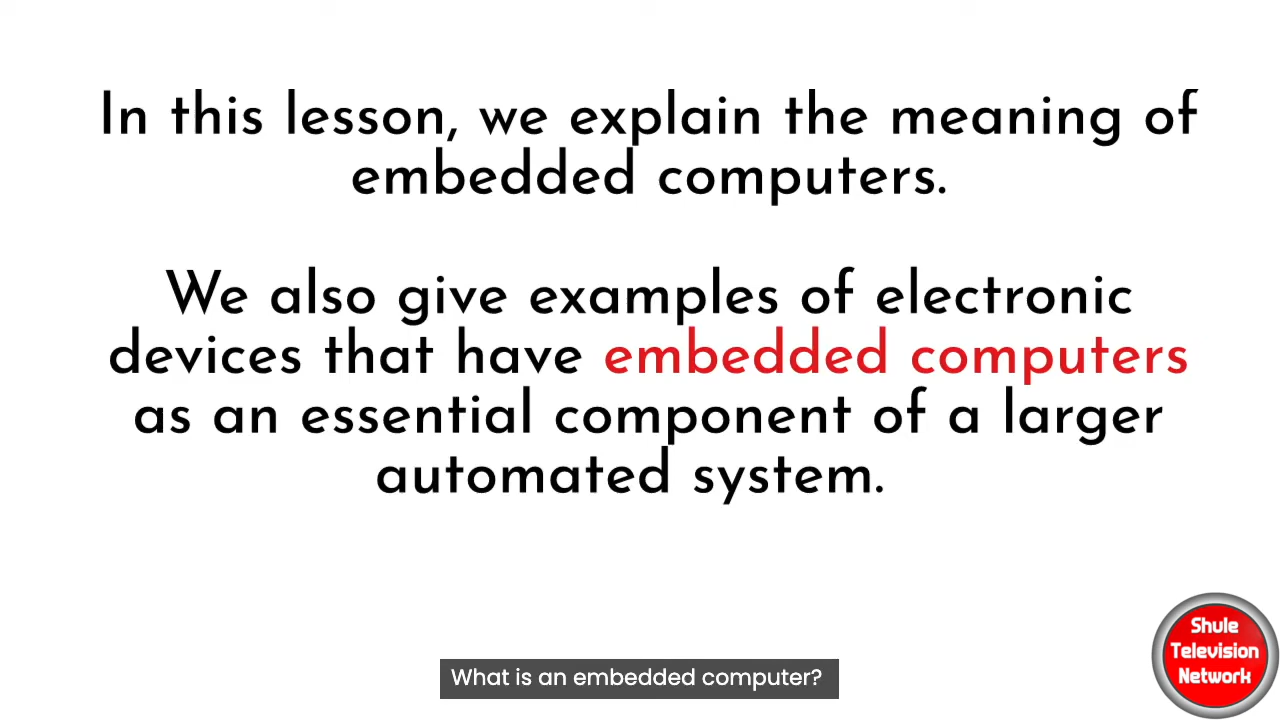 In this lesson, we explain the meaning of
embedded computers.
We also give examples of electronic
devices that have embedded computers
as an essential component of a larger
automated system.
What is an embedded computer?
Shule
Television
Network